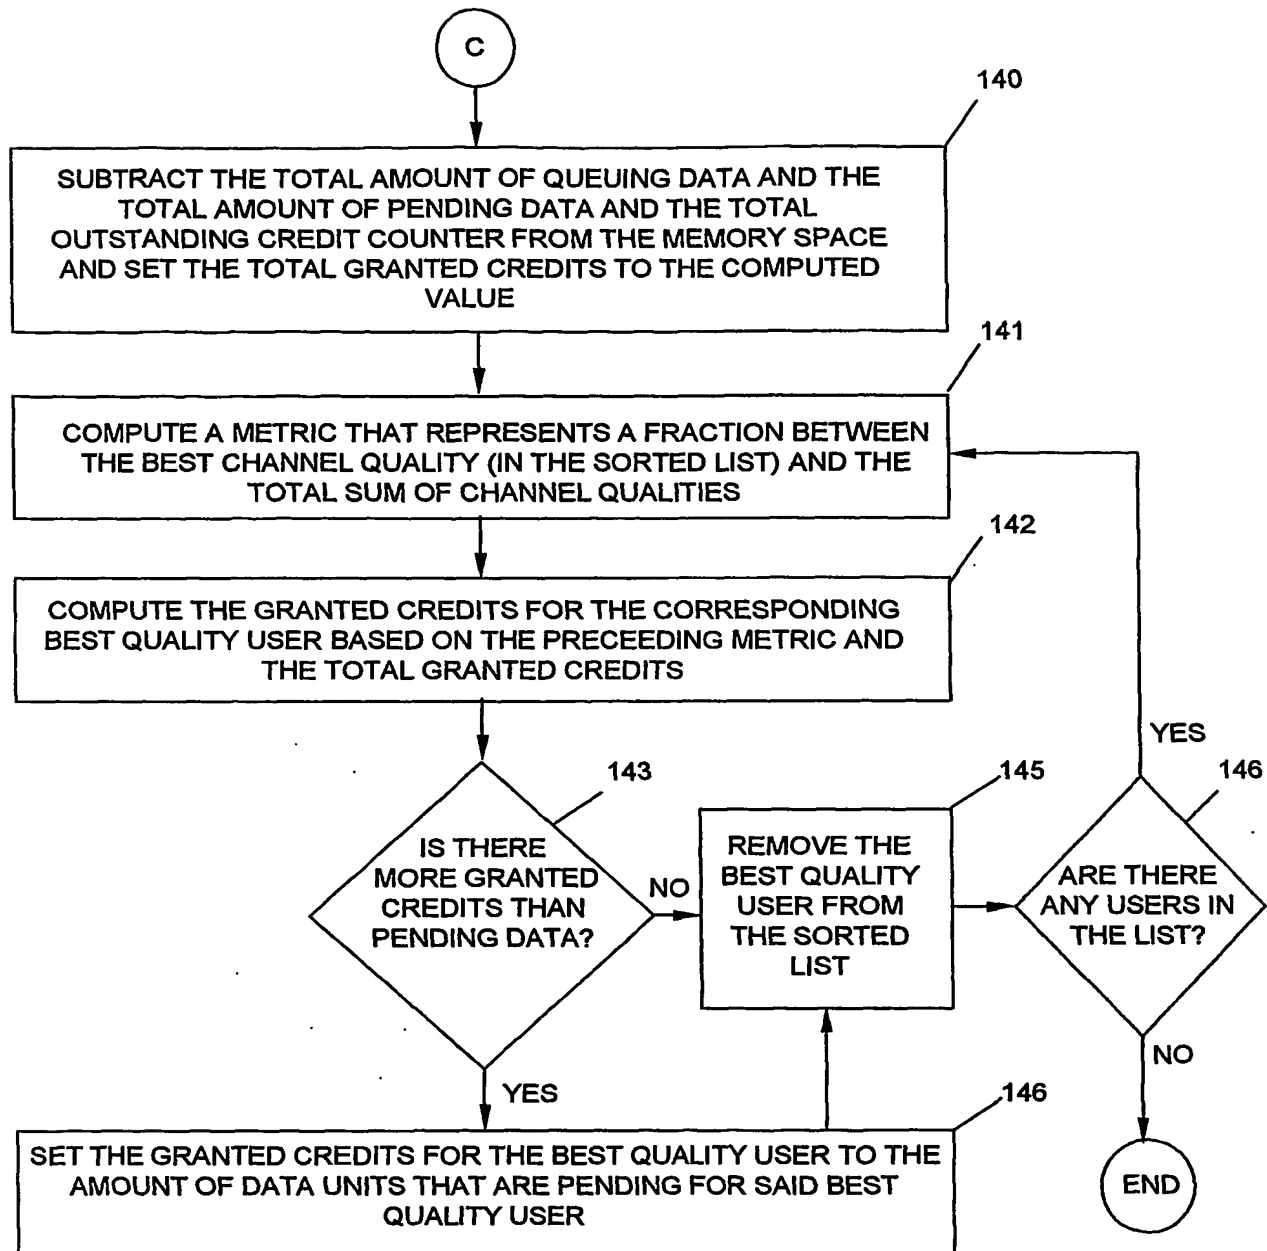 C
140
SUBTRACT THE TOTAL AMOUNT OF QUEUING DATA AND THE
TOTAL AMOUNT OF PENDING DATA AND THE TOTAL
OUTSTANDING CREDIT COUNTER FROM THE MEMORY SPACE
AND SET THE TOTAL GRANTED CREDITS TO THE COMPUTED
VALUE
141
COMPUTE A METRIC THAT REPRESENTS A FRACTION BETWEEN
THE BEST CHANNEL QUALITY (IN THE SORTED LIST) AND THE
TOTAL SUM OF CHANNEL QUALITIES
142
COMPUTE THE GRANTED CREDITS FOR THE CORRESPONDING
BEST QUALITY USER BASED ON THE PRECEEDING METRIC AND
THE TOTAL GRANTED CREDITS
143
IS THERE
MORE GRANTED
CREDITS THAN
PENDING DATA?
NO
145
REMOVE THE
BEST QUALITY
USER FROM
THE SORTED
LIST
YES
146
ARE THERE
ANY USERS IN
THE LIST?
NO
END
YES
146
SET THE GRANTED CREDITS FOR THE BEST QUALITY USER TO THE
AMOUNT OF DATA UNITS THAT ARE PENDING FOR SAID BEST
QUALITY USER